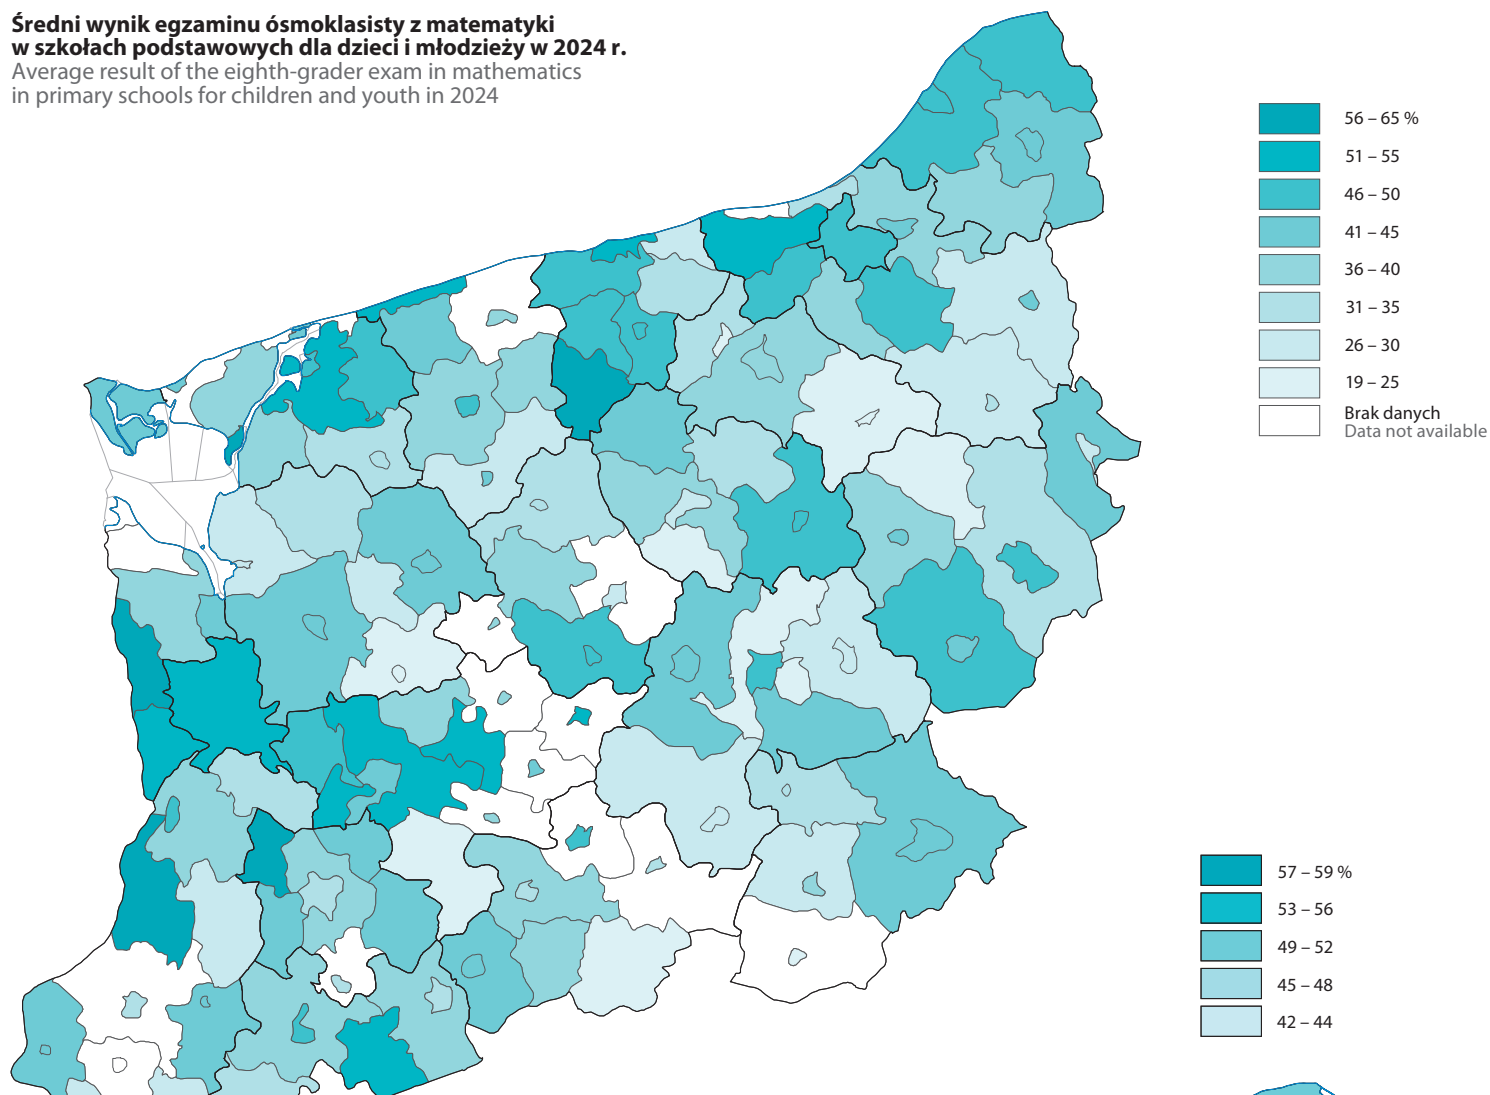 Średni wynik egzaminu ósmoklasisty z matematyki
w szkołach podstawowych dla dzieci i młodzieży w 2024 r.
Average result of the eighth-grader exam in mathematics
in primary schools for children and youth in 2024
56 – 65 %
51 – 55
46 – 50
41 – 45
36 – 40
31 – 35
26 – 30
19 – 25
Brak danych
Data not available
57 – 59 %
53 – 56
49 – 52
45 – 48
42 – 44